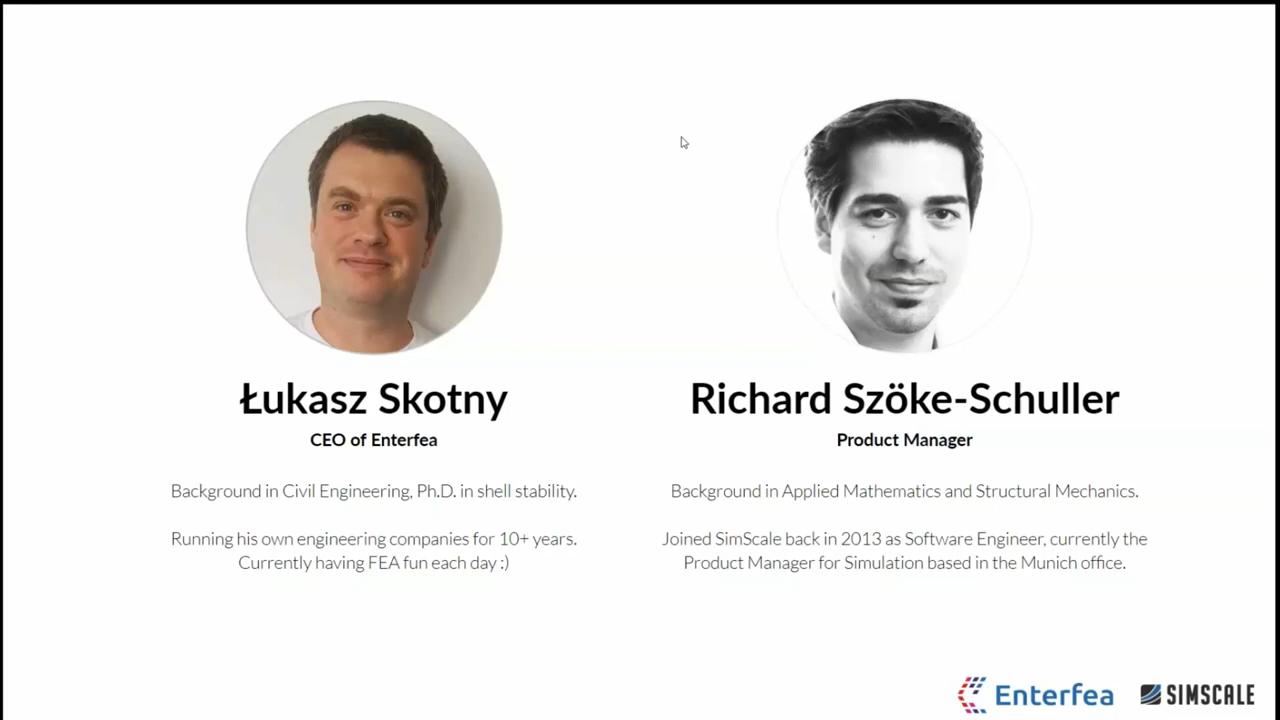 Łukasz Skotny
CEO of Enterfea
Background in Civil Engineering, Ph.D. in shell stability.
Running his own engineering companies for 10+ years.
Currently having FEA fun each day :)
Richard Szöke-Schuller
Product Manager
Background in Applied Mathematics and Structural Mechanics.
Joined SimScale back in 2013 as Software Engineer, currently the
Product Manager for Simulation based in the Munich office.
Enterfea
SIMSCALE